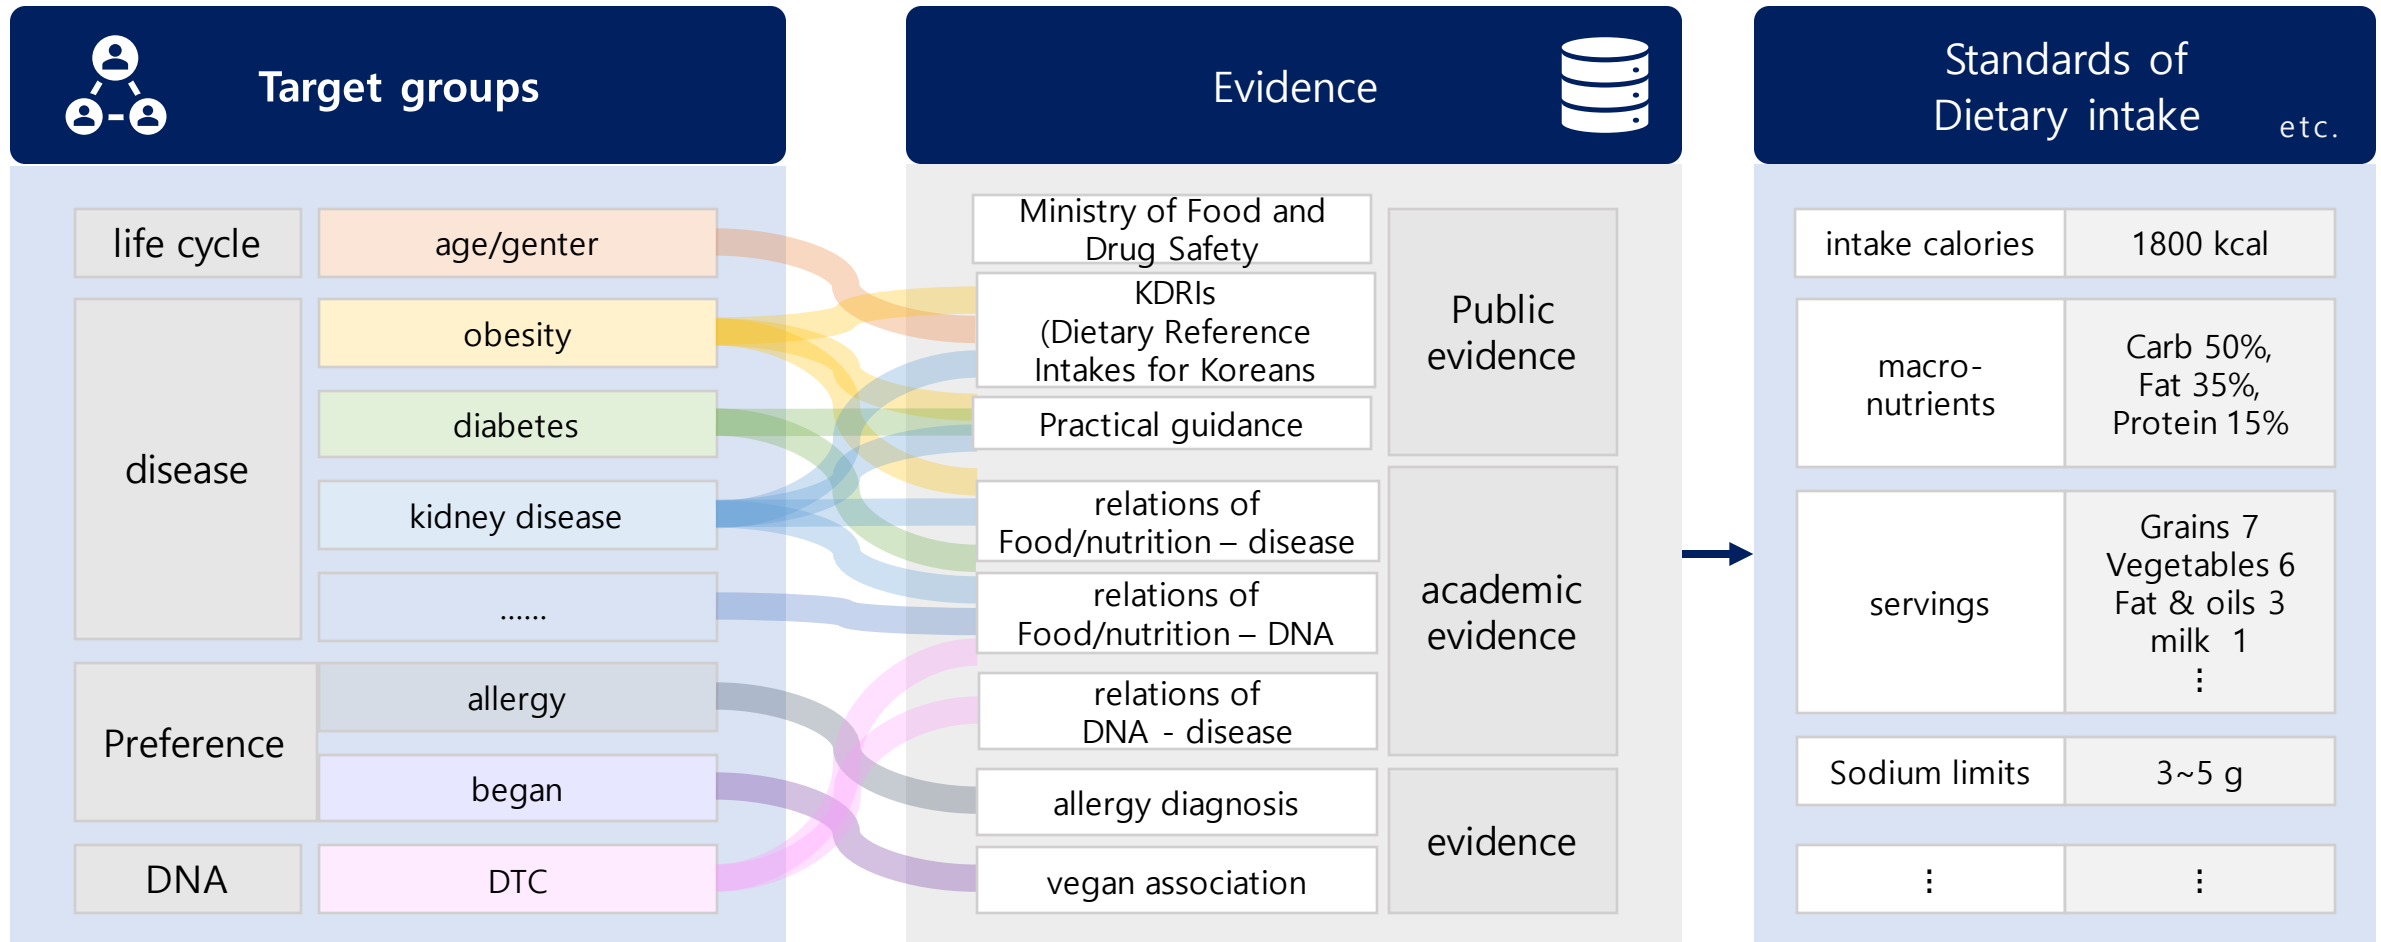 Target groups
life cycle
age/genter
disease
obesity
diabetes
kidney disease
......
Preference
allergy
began
DNA
DTC
Evidence
Ministry of Food and
Drug Safety
KDRIs
(Dietary Reference
Intakes for Koreans
Practical guidance
Public
evidence
relations of
Food/nutrition – disease
relations of
Food/nutrition – DNA
relations of
DNA - disease
academic
evidence
allergy diagnosis
vegan association
evidence
Standards of
Dietary intake
etc.
intake calories
1800 kcal
macro-
nutrients
Carb 50%,
Fat 35%,
Protein 15%
servings
Grains 7
Vegetables 6
Fat & oils 3
milk 1
⋮
Sodium limits
3~5 g
⋮
⋮